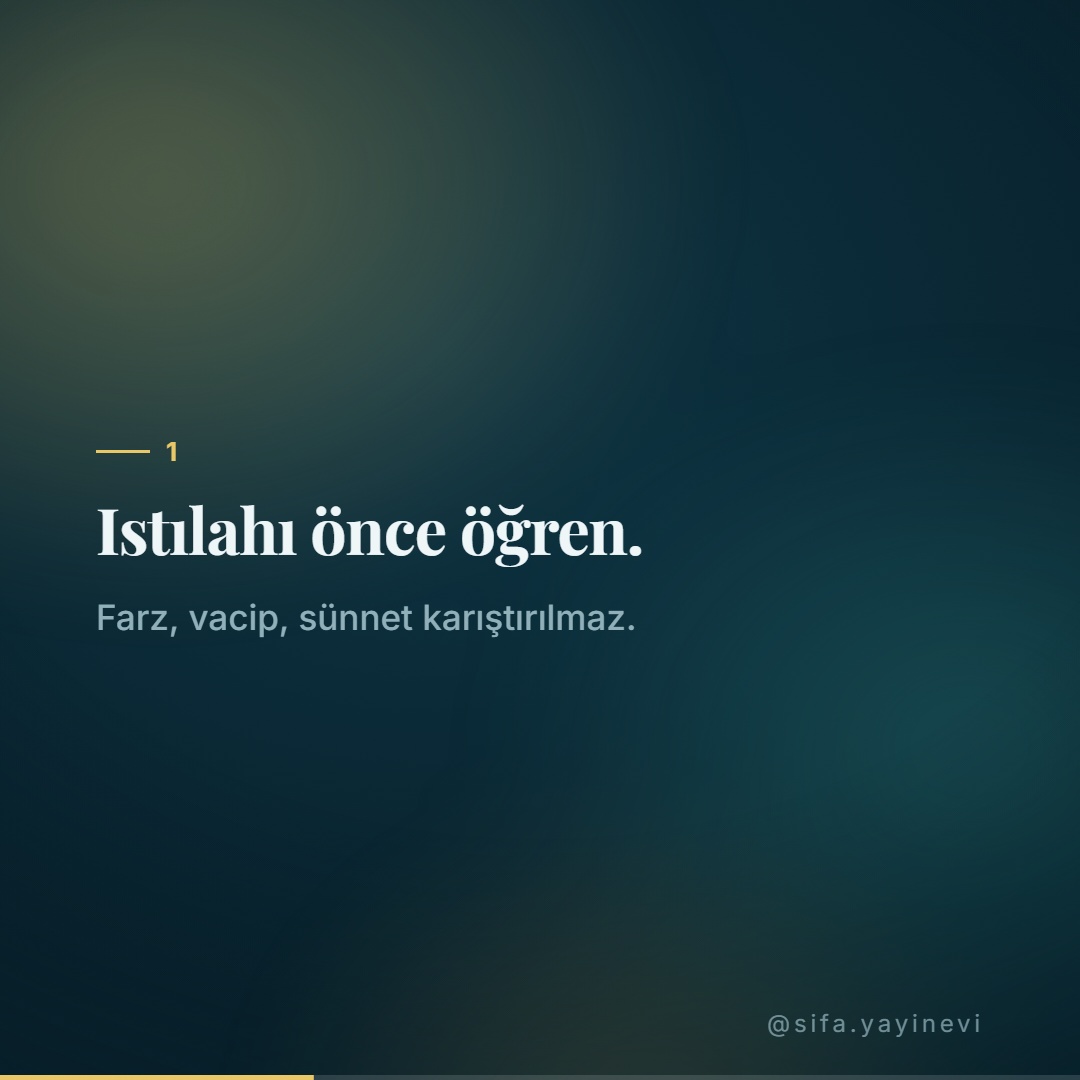 1
Istılahı önce öğren.
Farz, vacip, sünnet karıştırılmaz.
@sifa.yayinevi